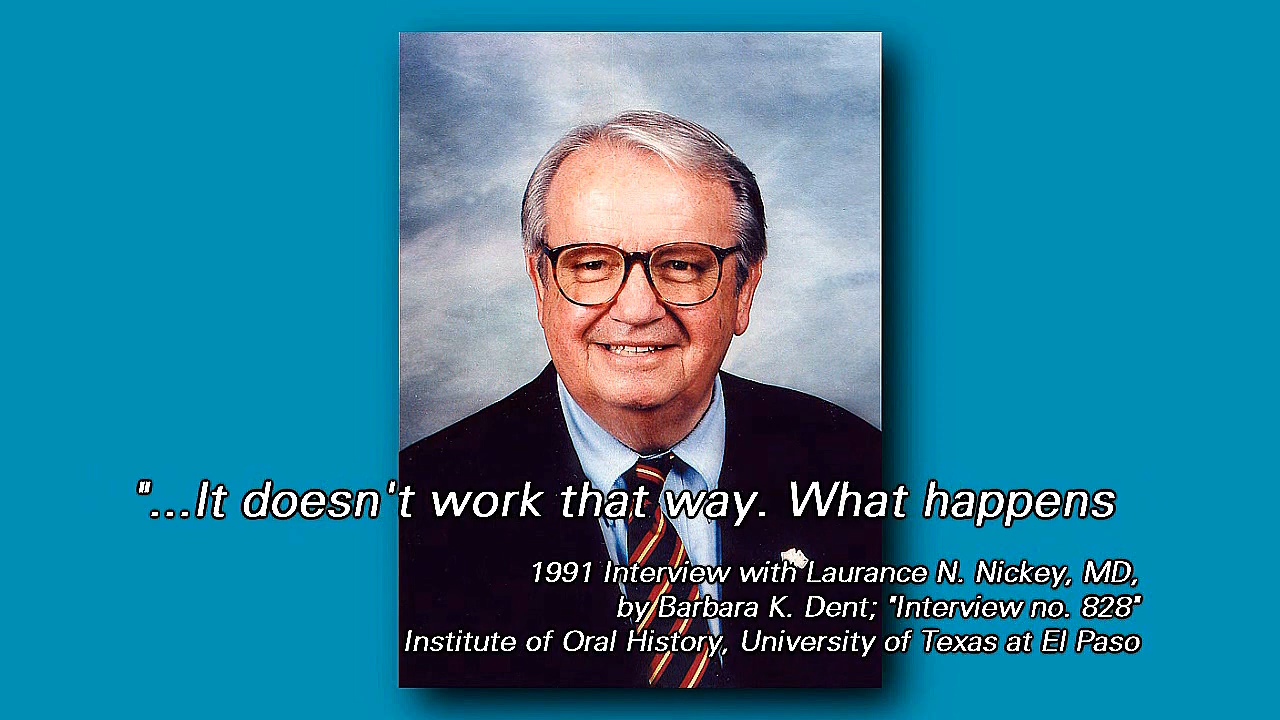 "...It doesn't work that way. What happens
1991 Interview with Laurance N. Nickey, MD,
by Barbara K. Dent; "Interview no. 828"
Institute of Oral History, University of Texas at El Paso